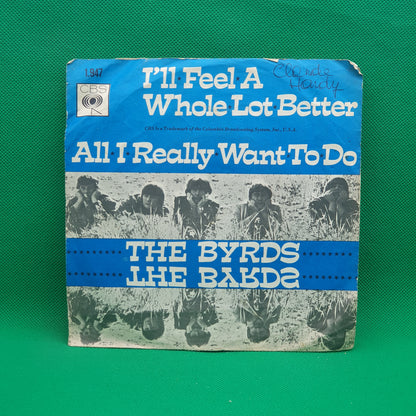 1.947
CBS
I'll · Feel · A
Whole · Lot · Better
CBS Is a Trademark of the Columbia Broadcasting System, Inc., U.S.A.
All · I · Really · Want · To · Do
THE BYRDS
THE BYRDS